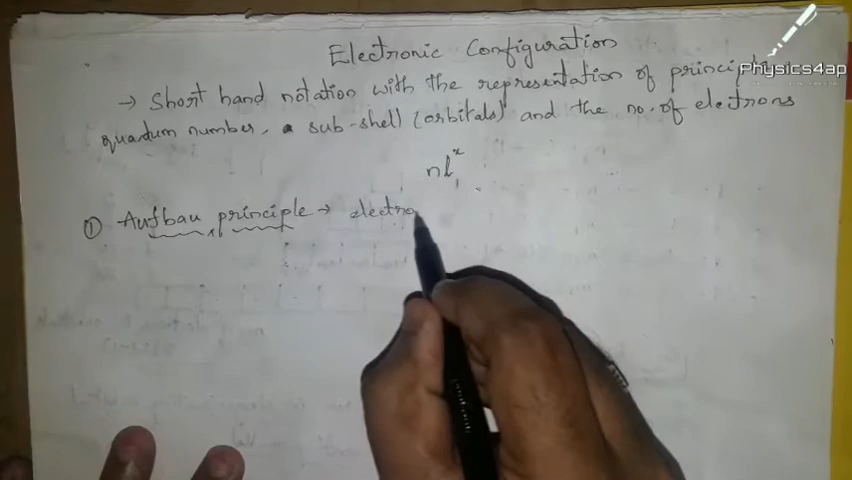 Electronic Configuration
Physics4ap
→ Short hand notation with the representation of principle
quantum number, sub-shell (orbitals) and the no. of electrons
nl^x
① Aufbau principle → electro